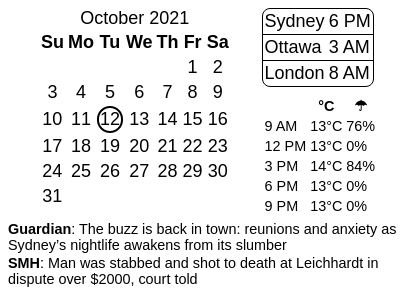 October 2021
Su Mo Tu We Th Fr Sa
1 2
3 4 5 6 7 8 9
10 11 12 13 14 15 16
17 18 19 20 21 22 23
24 25 26 27 28 29 30
31
Sydney 6 PM
Ottawa 3 AM
London 8 AM
°C ☂
9 AM 13°C 76%
12 PM 13°C 0%
3 PM 14°C 84%
6 PM 13°C 0%
9 PM 13°C 0%
Guardian: The buzz is back in town: reunions and anxiety as
Sydney’s nightlife awakens from its slumber
SMH: Man was stabbed and shot to death at Leichhardt in
dispute over $2000, court told